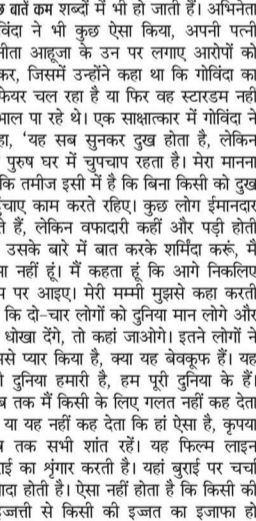 बातें कम शब्दों में भी हो जाती हैं। अभिनेता
ने भी कुछ ऐसा किया, अपनी पत्नी
आहूजा के उन पर लगाए आरोपों को
कर, जिसमें उन्होंने कहा था कि गोविंदा का
चल रहा है या फिर वह स्टारडम नहीं
पा रहे थे। एक साक्षात्कार में गोविंदा ने
'यह सब सुनकर दुख होता है, लेकिन
पुरुष घर में चुपचाप रहता है। मेरा मानना
कि तमीज इसी में है कि बिना किसी को दुख
काम करते रहिए। कुछ लोग ईमानदार
हैं, लेकिन वफादारी कहीं और पड़ी होती
उसके बारे में बात करके शर्मिंदा करूं, मैं
नहीं हूं। मैं कहता हूं कि आगे निकलिए
पर आइए। मेरी मम्मी मुझसे कहा करती
कि दो-चार लोगों को दुनिया मान लोगे और
धोखा देंगे, तो कहां जाओगे। इतने लोगों ने
से प्यार किया है, क्या यह बेवकूफ हैं। यह
दुनिया हमारी है, हम पूरी दुनिया के हैं।
तक मैं किसी के लिए गलत नहीं कह देता
या यह नहीं कह देता कि हां ऐसा है, कृपया
तक सभी शांत रहें। यह फिल्म लाइन
का श्रृंगार करती है। यहां बुराई पर चर्चा
होती है। ऐसा नहीं होता है कि किसी की
से किसी की इज्जत का इजाफा हो